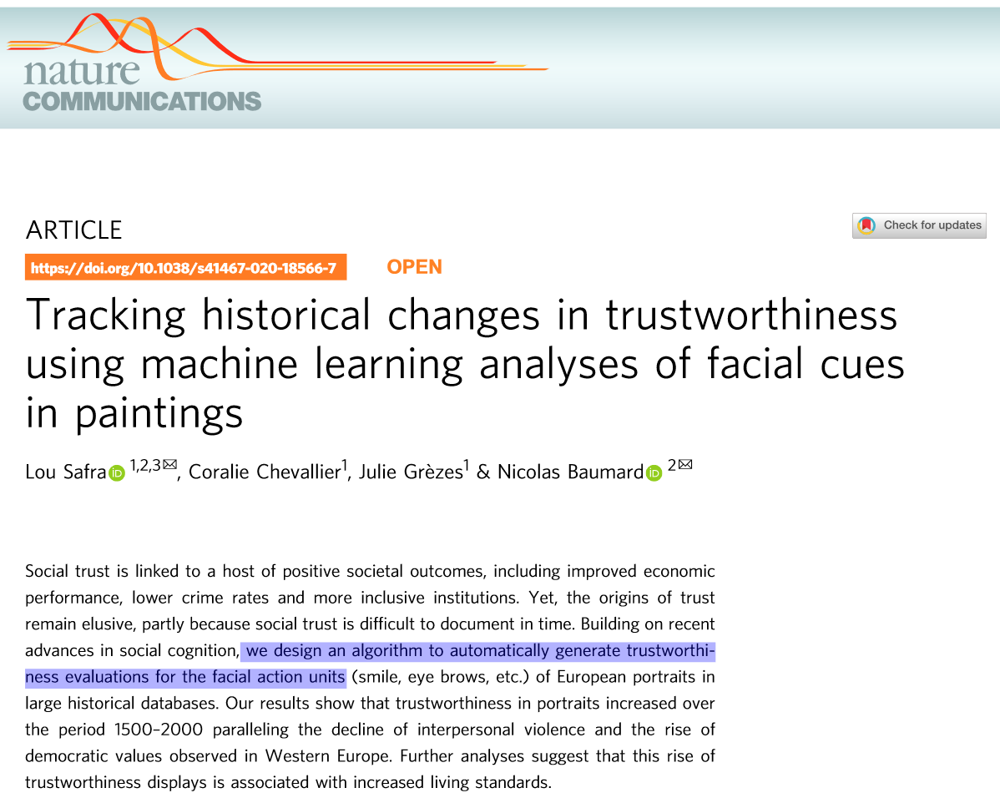 nature
COMMUNICATIONS
ARTICLE
Check for updates
https://doi.org/10.1038/s41467-020-18566-7
OPEN
Tracking historical changes in trustworthiness
using machine learning analyses of facial cues
in paintings
Lou Safra iD 1,2,3✉, Coralie Chevallier1, Julie Grèzes1 & Nicolas Baumard iD 2✉
Social trust is linked to a host of positive societal outcomes, including improved economic
performance, lower crime rates and more inclusive institutions. Yet, the origins of trust
remain elusive, partly because social trust is difficult to document in time. Building on recent
advances in social cognition, we design an algorithm to automatically generate trustworthi-
ness evaluations for the facial action units (smile, eye brows, etc.) of European portraits in
large historical databases. Our results show that trustworthiness in portraits increased over
the period 1500–2000 paralleling the decline of interpersonal violence and the rise of
democratic values observed in Western Europe. Further analyses suggest that this rise of
trustworthiness displays is associated with increased living standards.